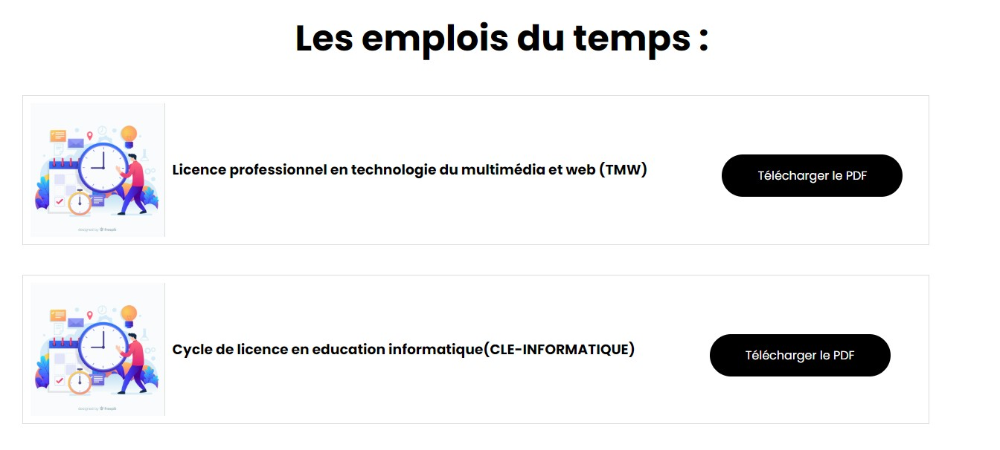 Les emplois du temps :
Licence professionnel en technologie du multimédia et web (TMW)
Télécharger le PDF
designed by freepik
Cycle de licence en education informatique(CLE-INFORMATIQUE)
Télécharger le PDF
designed by freepik